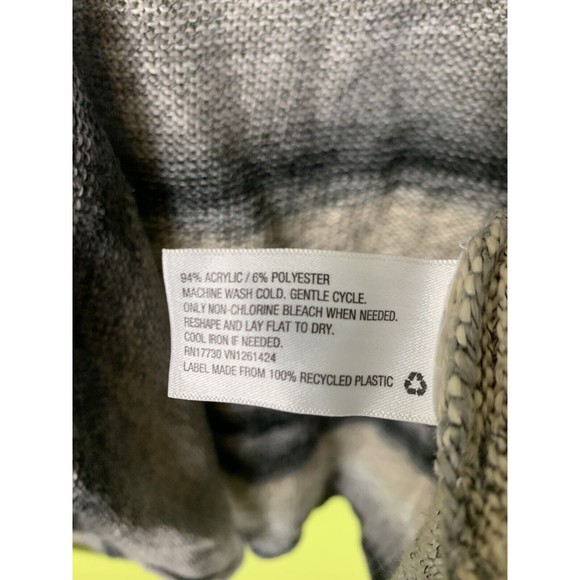 94% ACRYLIC / 6% POLYESTER
MACHINE WASH COLD. GENTLE CYCLE.
ONLY NON-CHLORINE BLEACH WHEN NEEDED.
RESHAPE AND LAY FLAT TO DRY.
COOL IRON IF NEEDED.
RN17730 VN1261424
LABEL MADE FROM 100% RECYCLED PLASTIC